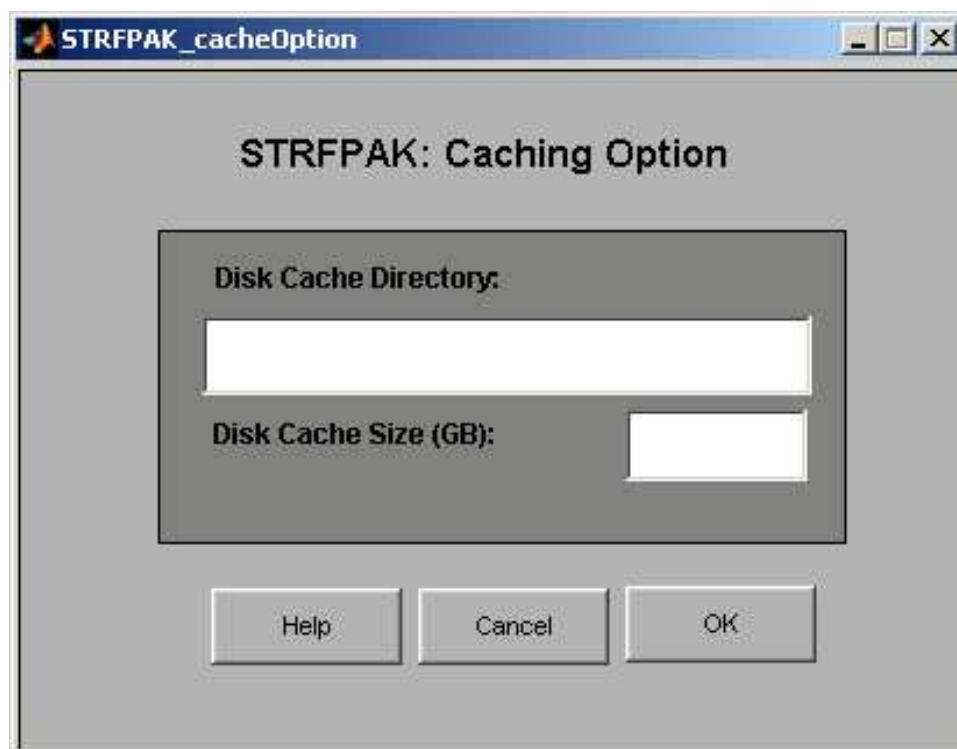 STRFPAK_cacheOption
STRFPAK: Caching Option
Disk Cache Directory:
Disk Cache Size (GB):
Help Cancel OK